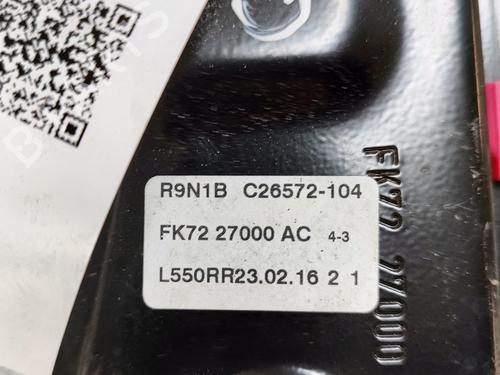 R9N1B C26572-104
FK72 27000 AC 4-3
L550RR23.02.16 2 1
FK72 27000